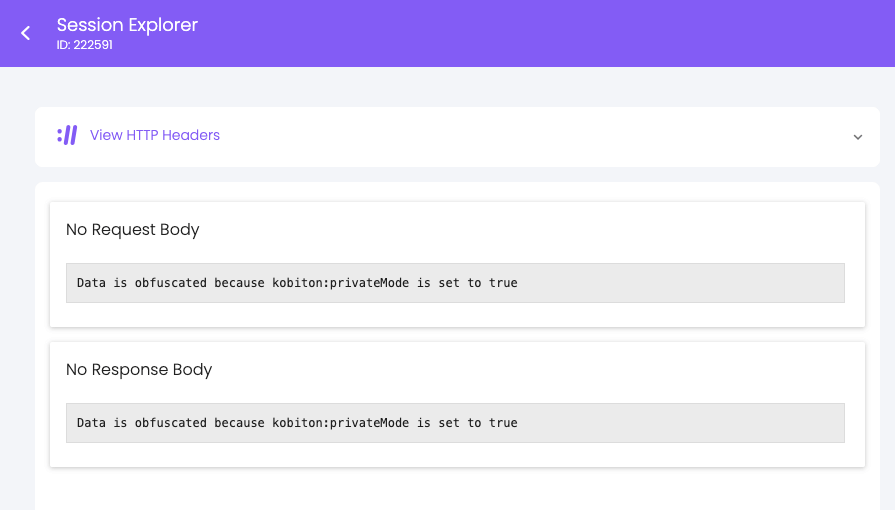 Session Explorer
ID: 222591
View HTTP Headers
No Request Body
Data is obfuscated because kobiton:privateMode is set to true
No Response Body
Data is obfuscated because kobiton:privateMode is set to true